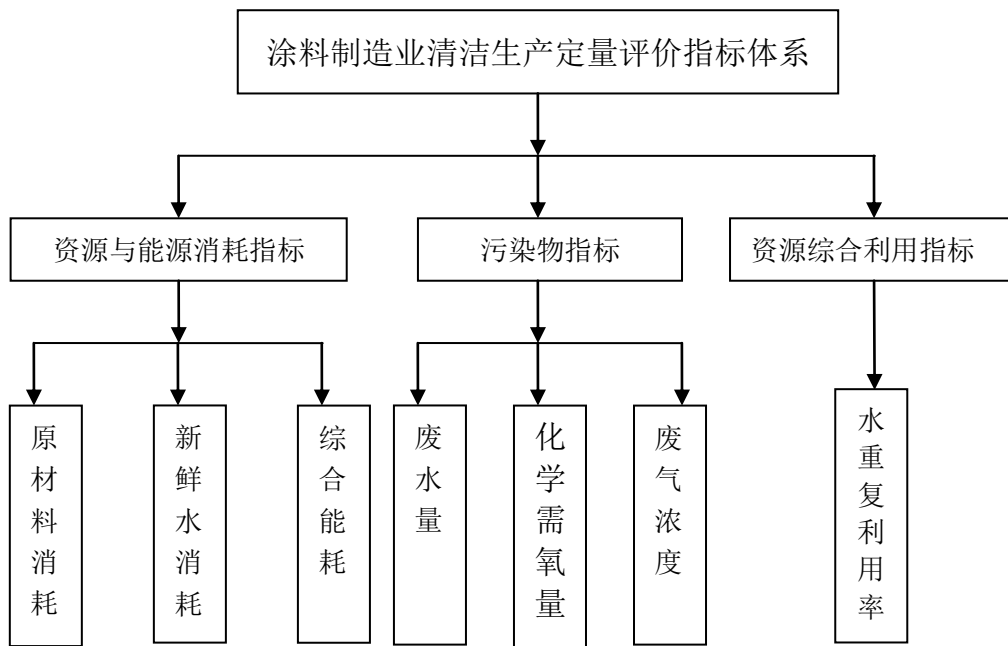 涂料制造业清洁生产定量评价指标体系
资源与能源消耗指标
污染物指标
资源综合利用指标
原材料消耗
新鲜水消耗
综合能耗
废水量
化学需氧量
废气浓度
水重复利用率